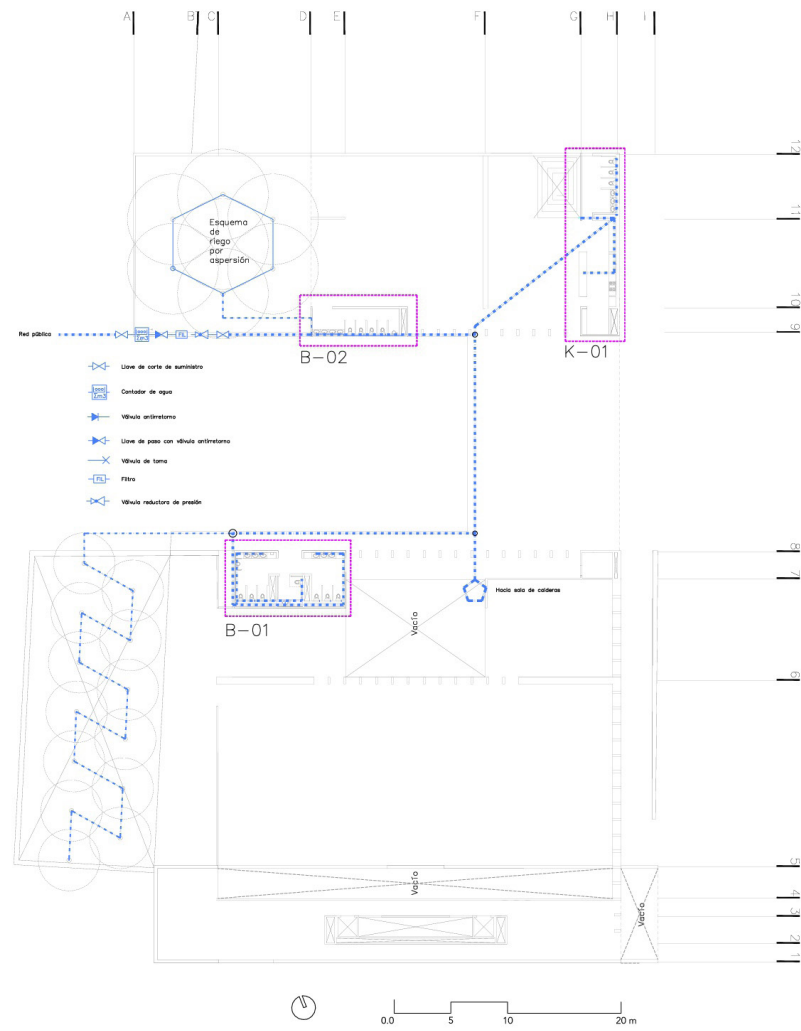 A B C D E F G H I
12
11
Esquema
de
riego
por
aspersión
10
9
Red pública
FIL
B-02
K-01
Llave de corte de suministro
Contador de agua
Válvula antirretorno
Llave de paso con válvula antirretorno
Válvula de toma
FIL Filtro
Válvula reductora de presión
8
7
Hacia sala de calderas
Vacío
B-01
6
5
Vacío
4
Vacío
3
2
1
0.0 5 10 20 m